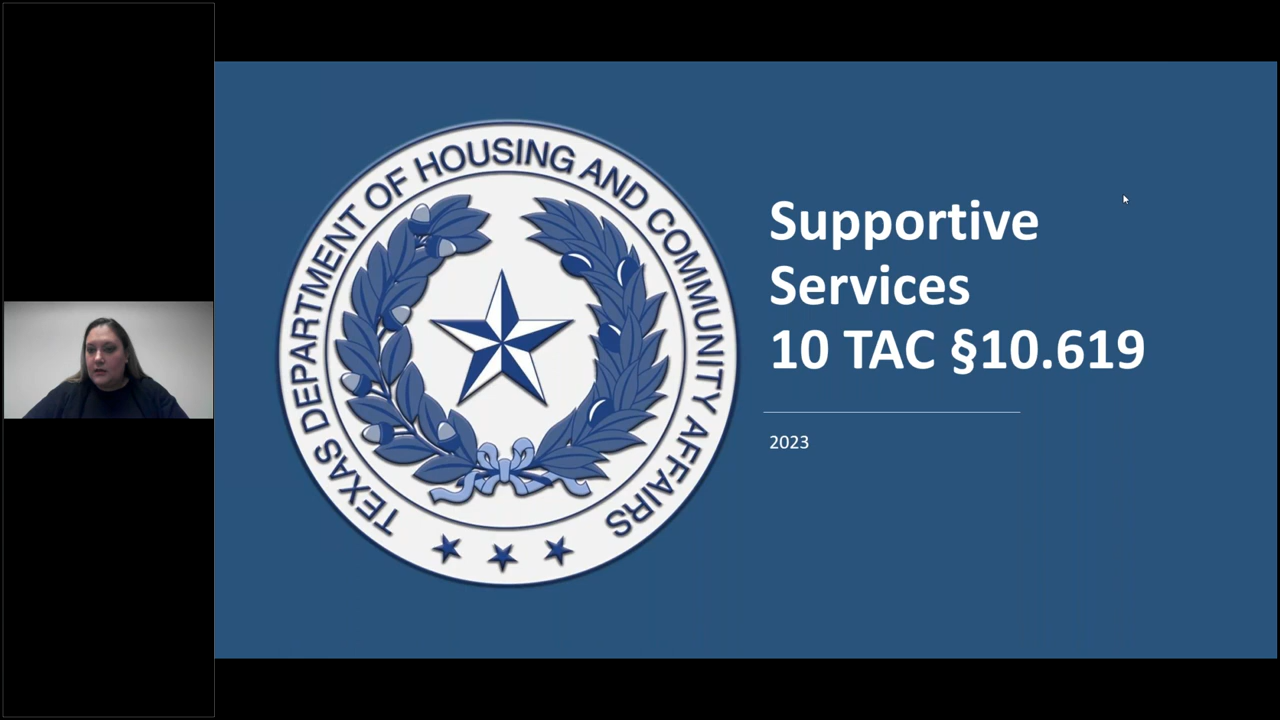 TEXAS DEPARTMENT OF HOUSING AND COMMUNITY AFFAIRS
Supportive
Services
10 TAC §10.619
2023